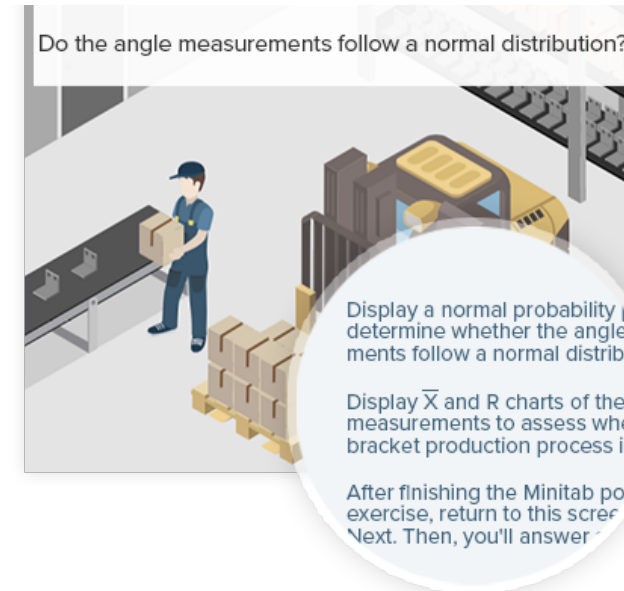 Do the angle measurements follow a normal distribution?
Display a normal probability
determine whether the angle
ments follow a normal distrib
Display X̅ and R charts of the
measurements to assess whe
bracket production process i
After finishing the Minitab po
exercise, return to this scree
Next. Then, you'll answer